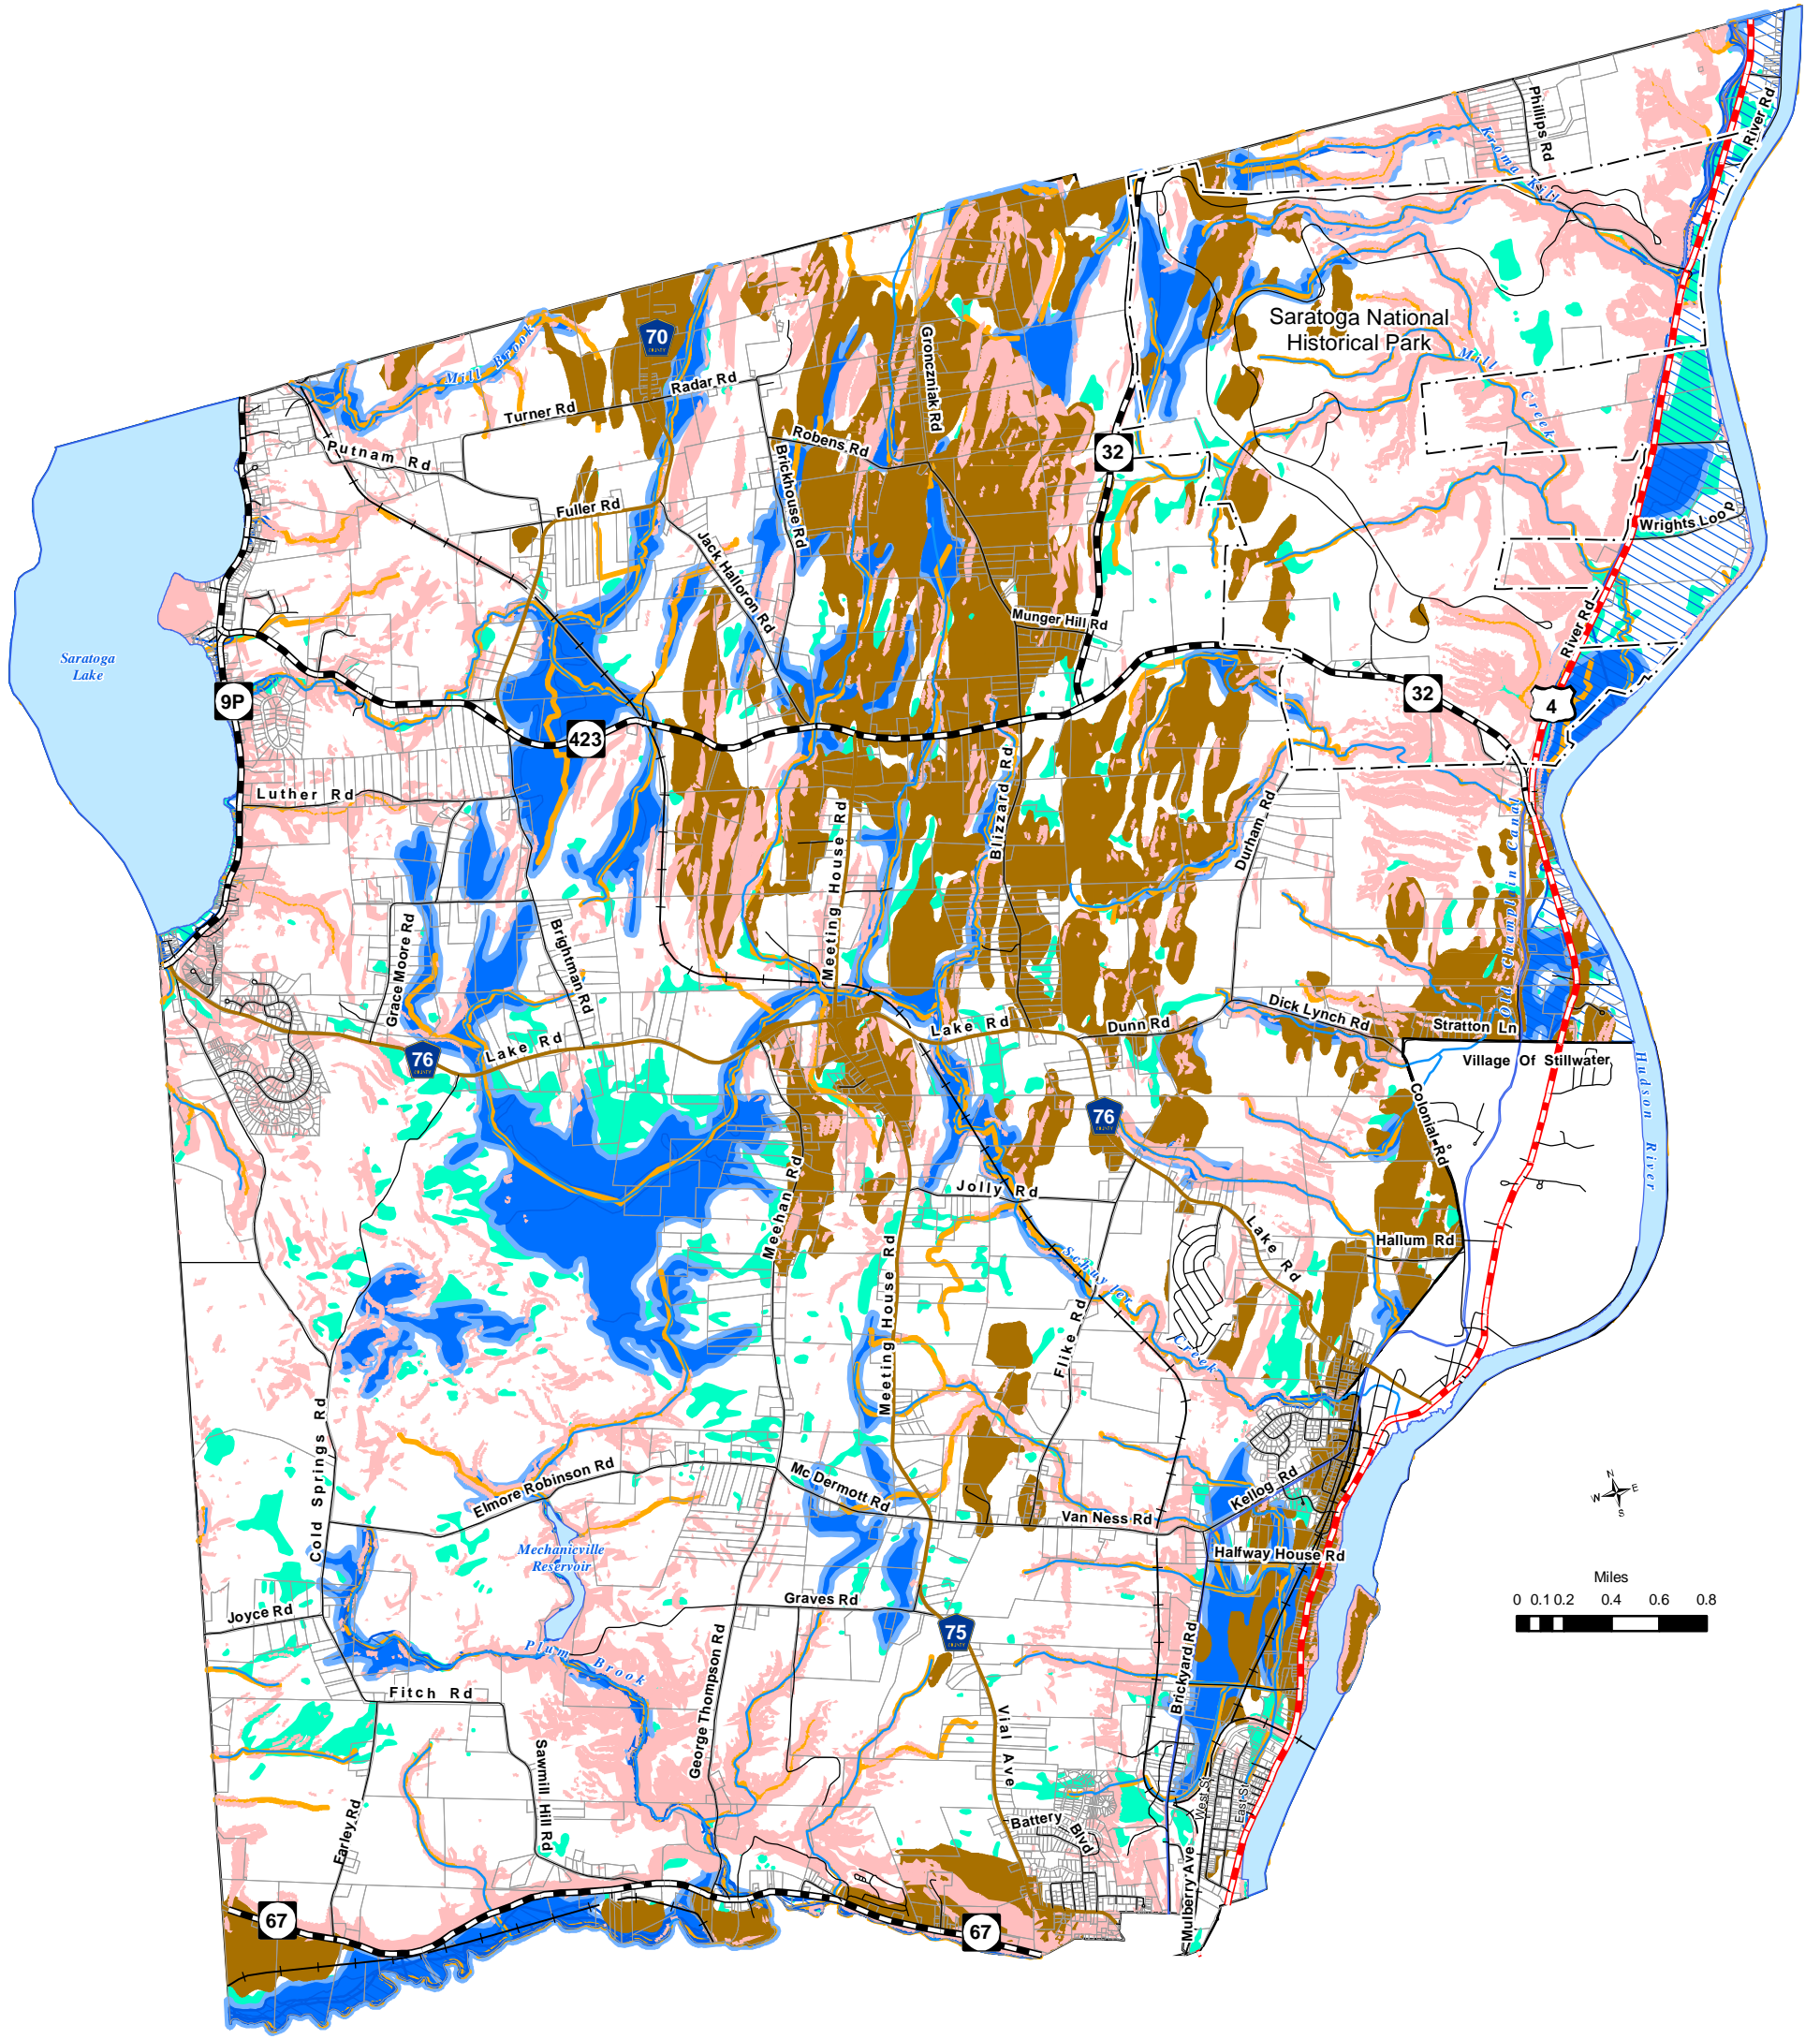 Phillips Rd
River Rd
Kroma Kill
70
COUNTY
Saratoga National
Historical Park
Mill Brook
Radar Rd
Gronczniak Rd
Mill Creek
Turner Rd
Robens Rd
Putnam Rd
32
Brickhouse Rd
Fuller Rd
Wrights Loop
Jack Halloron Rd
Munger Hill Rd
River Rd
Saratoga
Lake
9P
32
4
423
Luther Rd
Meeting House Rd
Blizzard Rd
Durham Rd
Old Champlain Canal
Grace Moore Rd
Brightman Rd
Dick Lynch Rd
Lake Rd
Dunn Rd
Stratton Ln
Lake Rd
76
COUNTY
Village Of Stillwater
Hudson River
76
COUNTY
Colonial Rd
Jolly Rd
Meehan Rd
Lake Rd
Hallum Rd
Schuyler Creek
Meeting House Rd
Flike Rd
Cold Springs Rd
Mc Dermott Rd
Elmore Robinson Rd
Kellog Rd
N
W E
S
Van Ness Rd
Mechanicville
Reservoir
Halfway House Rd
Miles
0 0.1 0.2 0.4 0.6 0.8
Graves Rd
Joyce Rd
75
COUNTY
Plum Brook
George Thompson Rd
Brickyard Rd
Fitch Rd
Vial Ave
Sawmill Hill Rd
West St
East St
Farley Rd
Battery Blvd
Mulberry Ave
67
67